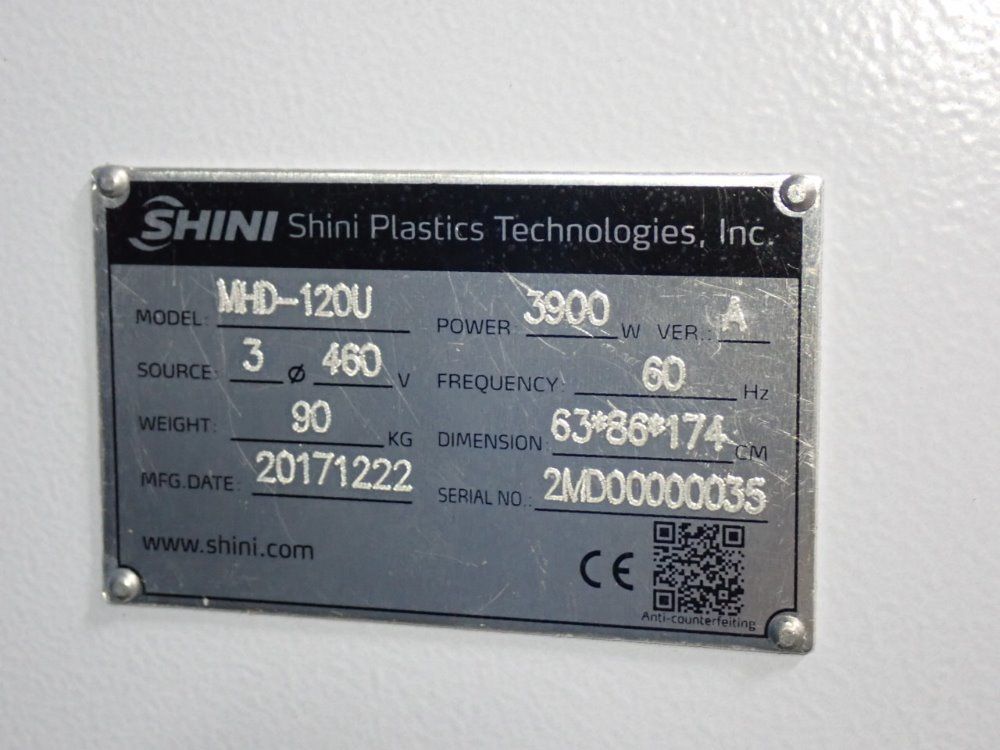 SHINI Shini Plastics Technologies, Inc.
MODEL: MHD-120U POWER: 3900 W VER.: A
SOURCE: 3 ø 460 V FREQUENCY: 60 Hz
WEIGHT: 90 KG DIMENSION: 63*86*174 CM
MFG.DATE: 20171222 SERIAL NO.: 2MD00000035
www.shini.com CE
Anti-counterfeiting